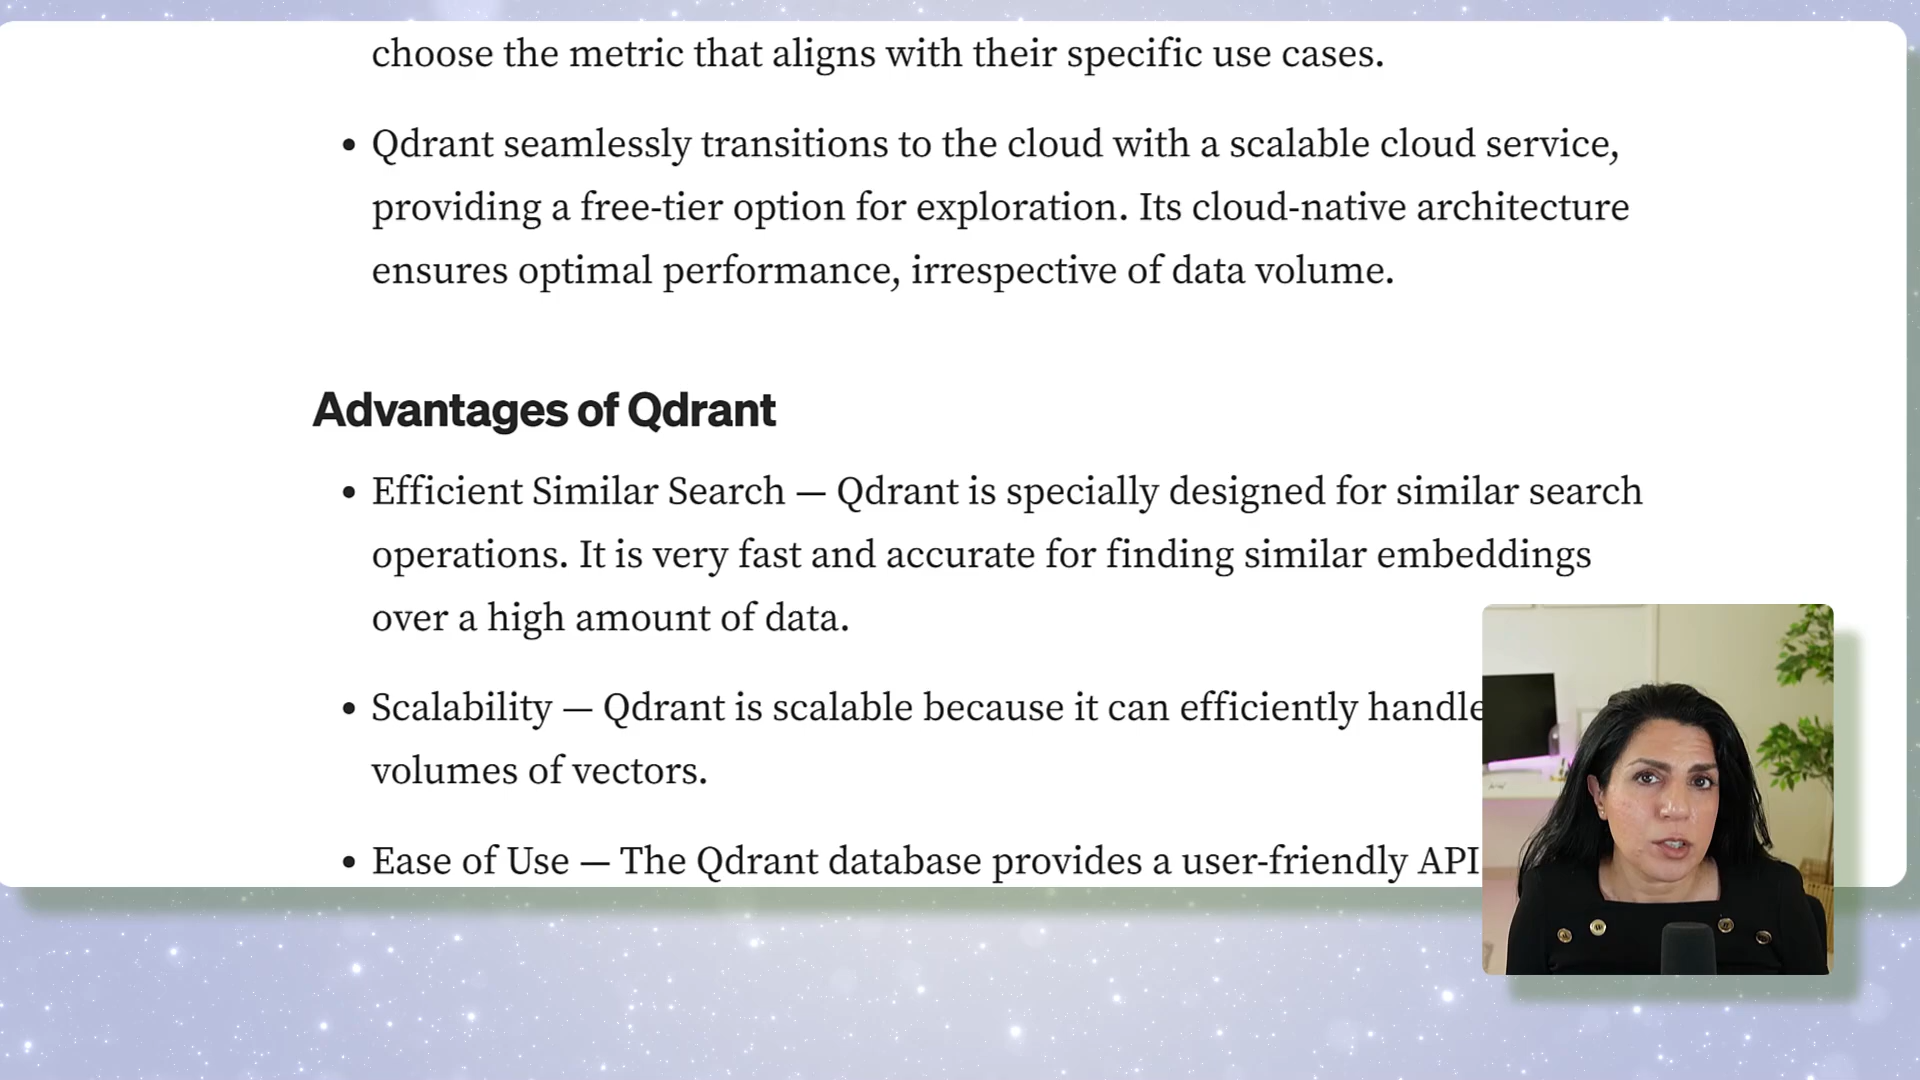 choose the metric that aligns with their specific use cases.
• Qdrant seamlessly transitions to the cloud with a scalable cloud service,
providing a free-tier option for exploration. Its cloud-native architecture
ensures optimal performance, irrespective of data volume.
Advantages of Qdrant
• Efficient Similar Search — Qdrant is specially designed for similar search
operations. It is very fast and accurate for finding similar embeddings
over a high amount of data.
• Scalability — Qdrant is scalable because it can efficiently handle
volumes of vectors.
• Ease of Use — The Qdrant database provides a user-friendly API